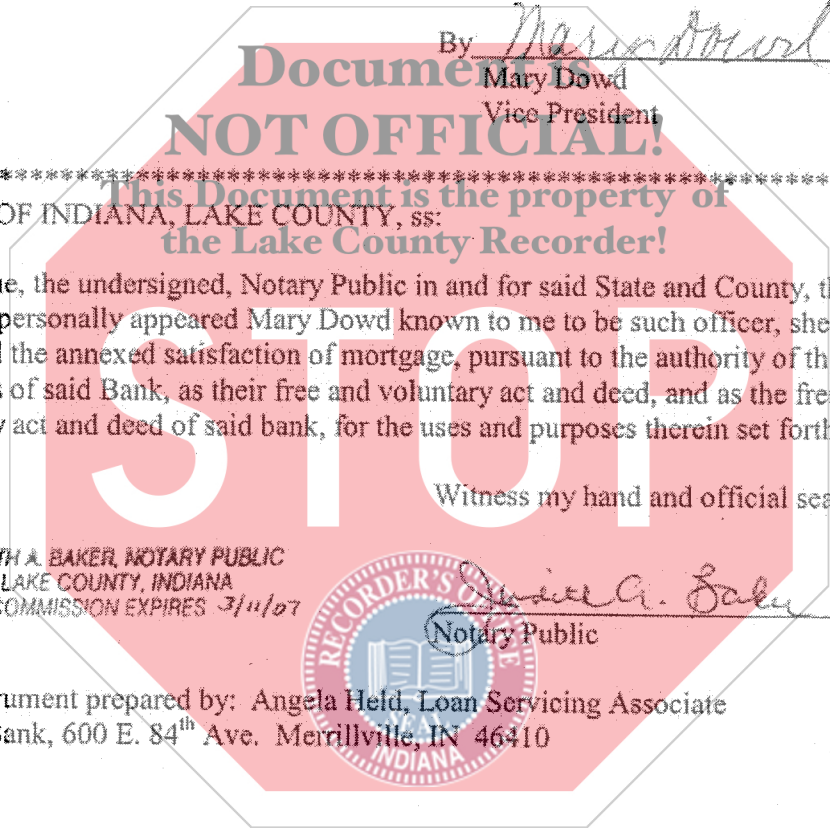 By Mary Dowd
Document is
Mary Dowd
Vice President
NOT OFFICIAL!
********************************************************************
This Document is the property of
OF INDIANA, LAKE COUNTY, ss:
the Lake County Recorder!
the undersigned, Notary Public in and for said State and County,
personally appeared Mary Dowd known to me to be such officer, she
the annexed satisfaction of mortgage, pursuant to the authority of
of said Bank, as their free and voluntary act and deed, and as the
act and deed of said bank, for the uses and purposes therein set forth
STOP
Witness my hand and official
A. BAKER, NOTARY PUBLIC
LAKE COUNTY, INDIANA
COMMISSION EXPIRES 3/11/07
A. Baker
Notary Public
RECORDER'S OFFICE
SEAL
INDIANA
prepared by: Angela Held, Loan Servicing Associate
Bank, 600 E. 84th Ave. Merrillville, IN 46410